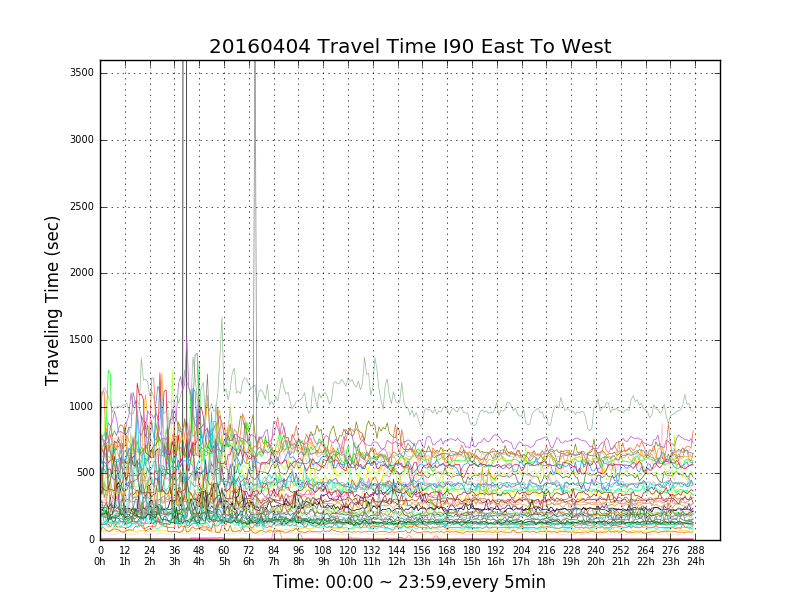 20160404 Travel Time I90 East To West
Traveling Time (sec)
3500
3000
2500
2000
1500
1000
500
0
0 12 24 36 48 60 72 84 96 108 120 132 144 156 168 180 192 204 216 228 240 252 264 276 288
0h 1h 2h 3h 4h 5h 6h 7h 8h 9h 10h 11h 12h 13h 14h 15h 16h 17h 18h 19h 20h 21h 22h 23h 24h
Time: 00:00 ~ 23:59,every 5min